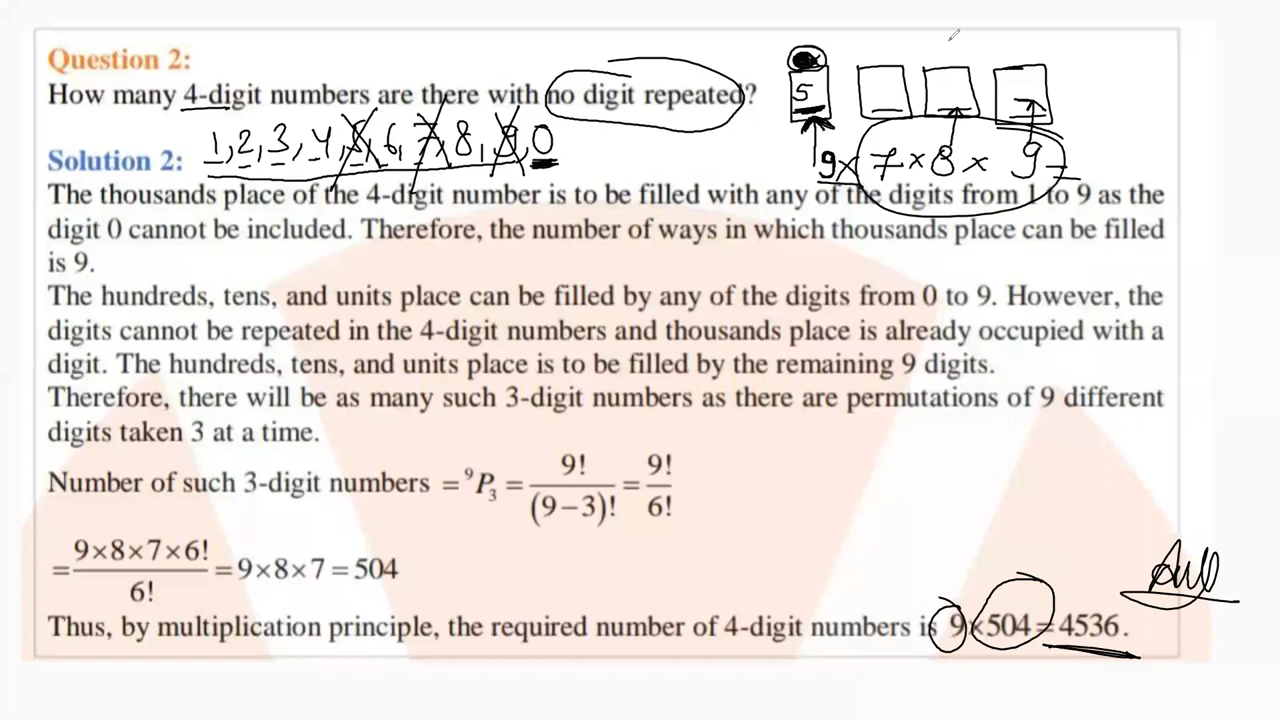 Question 2:
How many 4-digit numbers are there with no digit repeated?
5
1, 2, 3, 4, 5, 6, 7, 8, 9, 0
9 × 7 × 8 × 9 =
Solution 2:
The thousands place of the 4-digit number is to be filled with any of the digits from 1 to 9 as the
digit 0 cannot be included. Therefore, the number of ways in which thousands place can be filled
is 9.
The hundreds, tens, and units place can be filled by any of the digits from 0 to 9. However, the
digits cannot be repeated in the 4-digit numbers and thousands place is already occupied with a
digit. The hundreds, tens, and units place is to be filled by the remaining 9 digits.
Therefore, there will be as many such 3-digit numbers as there are permutations of 9 different
digits taken 3 at a time.
Number of such 3-digit numbers = ⁹P₃ = 9!/(9−3)! = 9!/6!
= 9×8×7×6!/6! = 9×8×7 = 504
Thus, by multiplication principle, the required number of 4-digit numbers is 9×504 = 4536.